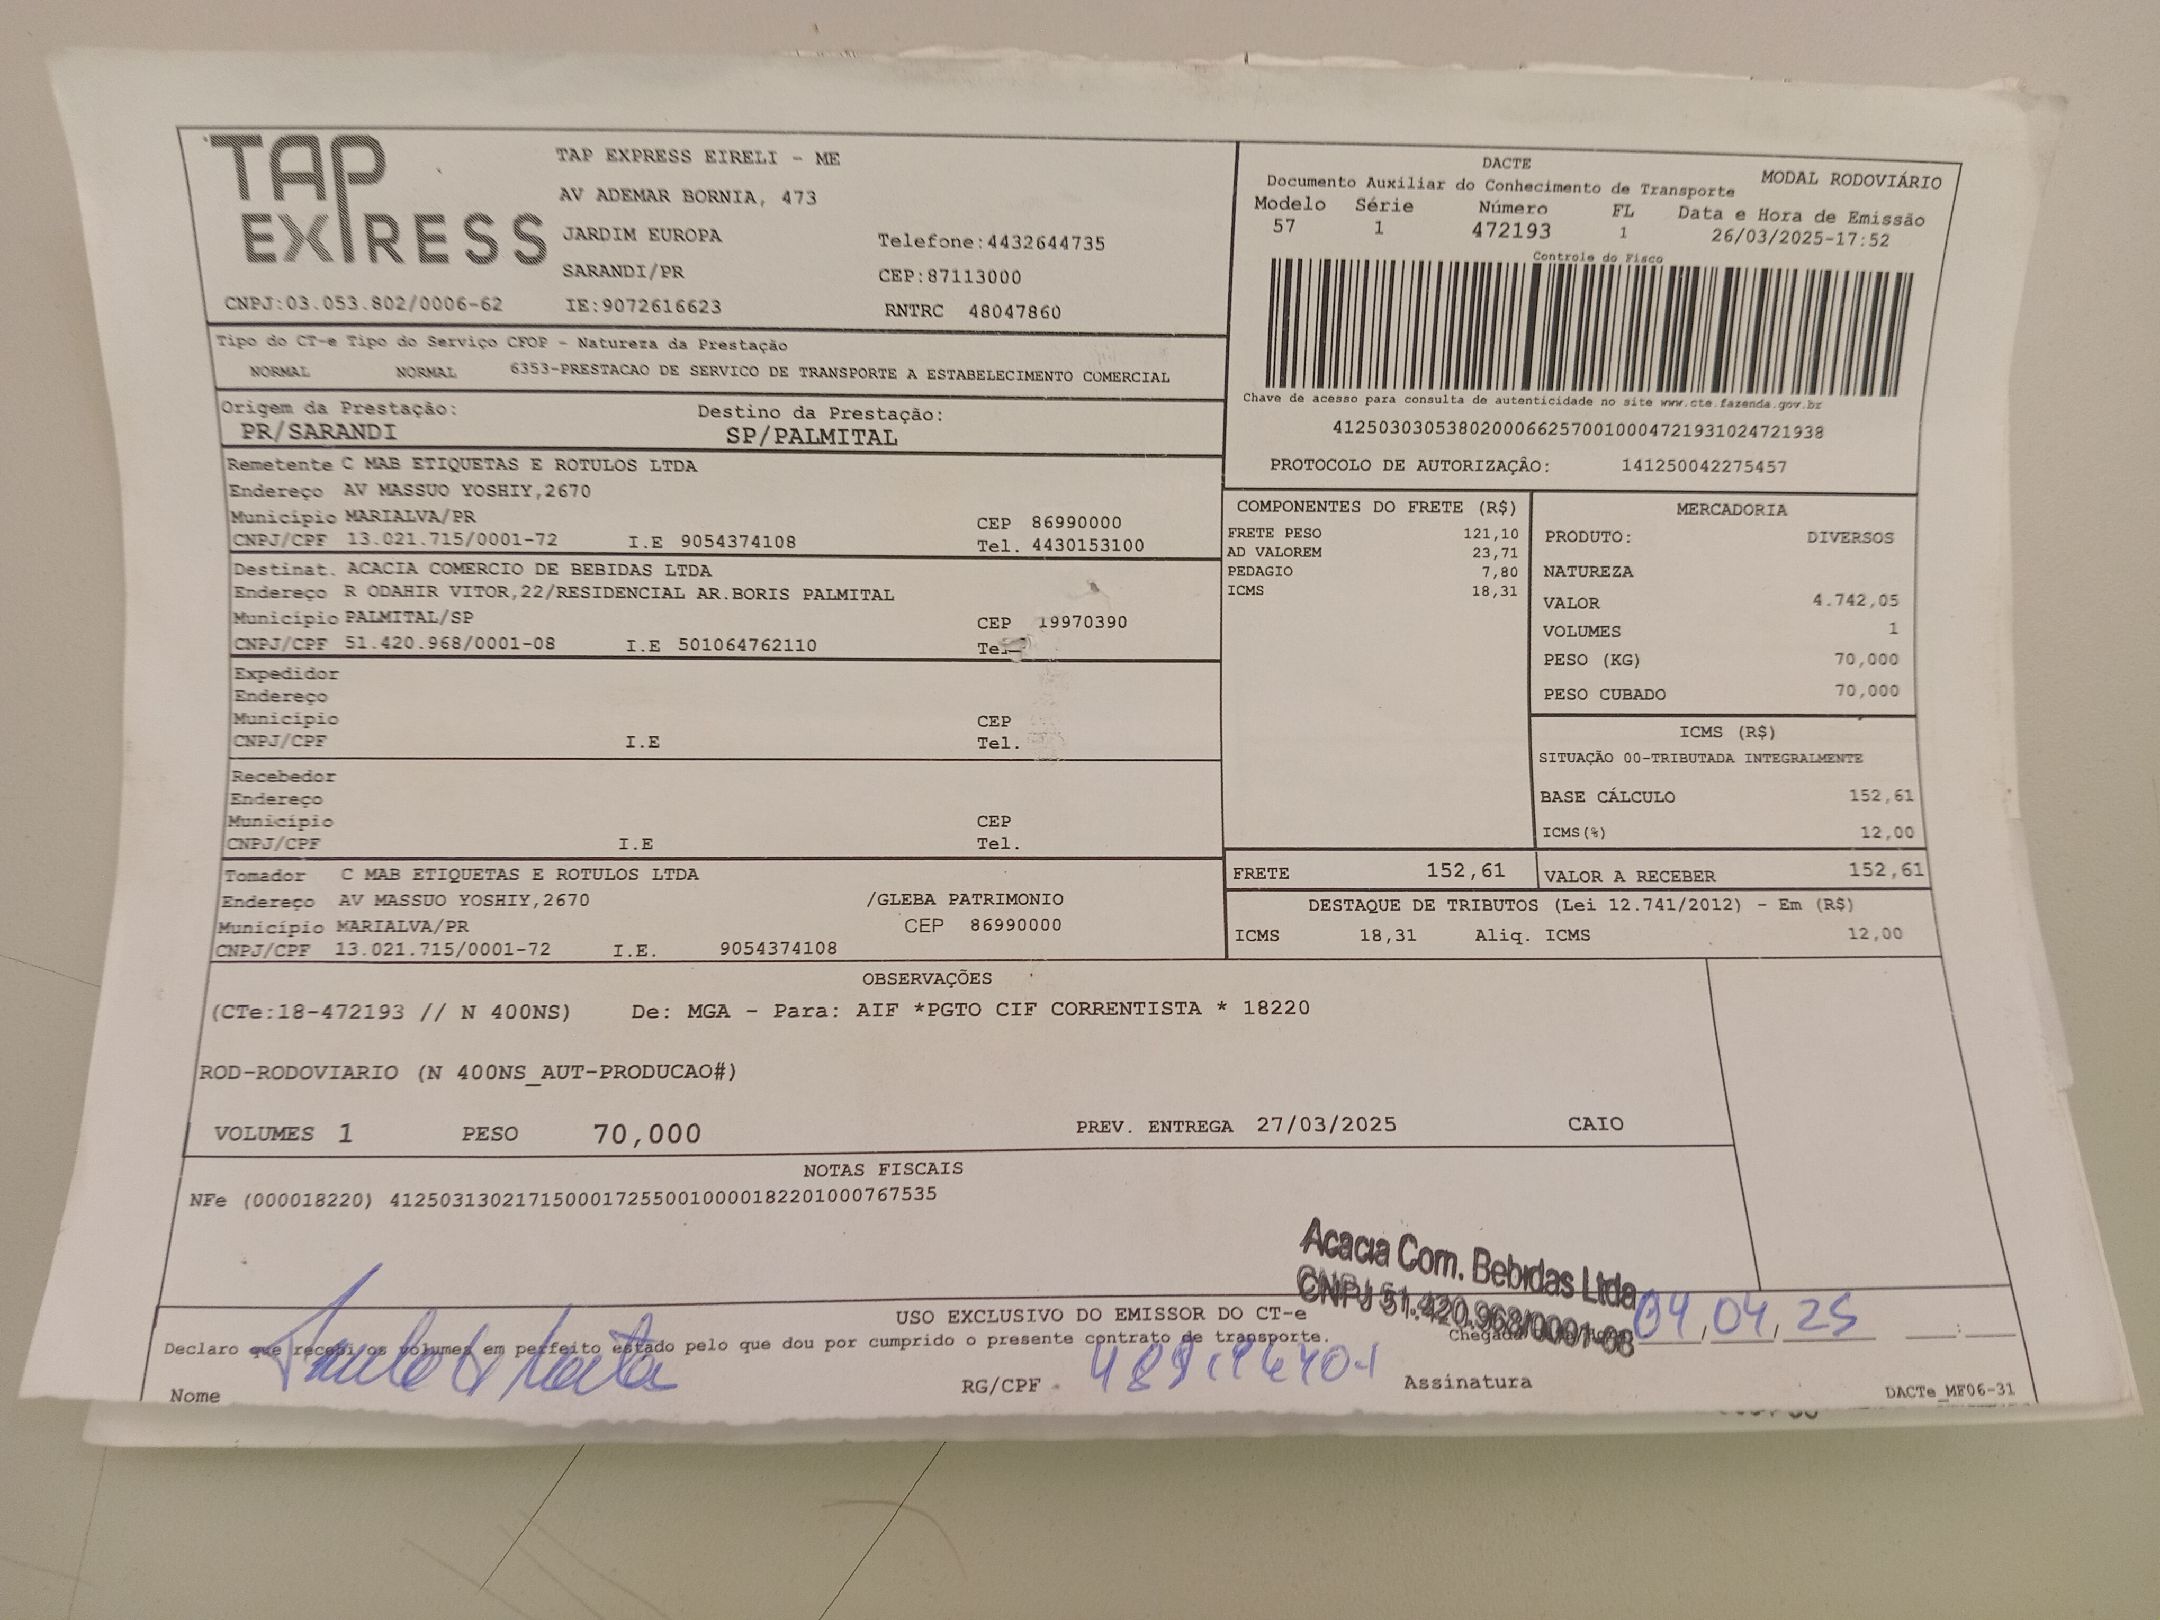 TAP EXPRESS
TAP EXPRESS EIRELI - ME
AV ADEMAR BORNIA, 473
JARDIM EUROPA Telefone:4432644735
SARANDI/PR CEP:87113000
CNPJ:03.053.802/0006-62 IE:9072616623 RNTRC 48047860
DACTE MODAL RODOVIÁRIO
Documento Auxiliar do Conhecimento de Transporte
Modelo Série Número FL Data e Hora de Emissão
57 1 472193 1 26/03/2025-17:52
Controle do Fisco
Chave de acesso para consulta de autenticidade no site www.cte.fazenda.gov.br
41250303053802000662570010004721931024721938
PROTOCOLO DE AUTORIZAÇÃO: 141250042275457
Tipo do CT-e Tipo do Serviço CFOP - Natureza da Prestação
NORMAL NORMAL 6353-PRESTACAO DE SERVICO DE TRANSPORTE A ESTABELECIMENTO COMERCIAL
Origem da Prestação: Destino da Prestação:
PR/SARANDI SP/PALMITAL
Remetente C MAB ETIQUETAS E ROTULOS LTDA
Endereço AV MASSUO YOSHIY,2670
Município MARIALVA/PR CEP 86990000
CNPJ/CPF 13.021.715/0001-72 I.E 9054374108 Tel. 4430153100
Destinat. ACACIA COMERCIO DE BEBIDAS LTDA
Endereço R ODAHIR VITOR,22/RESIDENCIAL AR.BORIS PALMITAL
Município PALMITAL/SP CEP 19970390
CNPJ/CPF 51.420.968/0001-08 I.E 501064762110 Tel.
Expedidor
Endereço
Município CEP
CNPJ/CPF I.E Tel.
Recebedor
Endereço
Município CEP
CNPJ/CPF I.E Tel.
Tomador C MAB ETIQUETAS E ROTULOS LTDA
Endereço AV MASSUO YOSHIY,2670 /GLEBA PATRIMONIO
Município MARIALVA/PR CEP 86990000
CNPJ/CPF 13.021.715/0001-72 I.E. 9054374108
COMPONENTES DO FRETE (R$)
FRETE PESO 121,10
AD VALOREM 23,71
PEDAGIO 7,80
ICMS 18,31
MERCADORIA
PRODUTO: DIVERSOS
NATUREZA
VALOR 4.742,05
VOLUMES 1
PESO (KG) 70,000
PESO CUBADO 70,000
ICMS (R$)
SITUAÇÃO 00-TRIBUTADA INTEGRALMENTE
BASE CÁLCULO 152,61
ICMS(%) 12,00
FRETE 152,61 VALOR A RECEBER 152,61
DESTAQUE DE TRIBUTOS (Lei 12.741/2012) - Em (R$)
ICMS 18,31 Aliq. ICMS 12,00
OBSERVAÇÕES
(CTe:18-472193 // N 400NS) De: MGA - Para: AIF *PGTO CIF CORRENTISTA * 18220
ROD-RODOVIARIO (N 400NS_AUT-PRODUCAO#)
VOLUMES 1 PESO 70,000 PREV. ENTREGA 27/03/2025 CAIO
NOTAS FISCAIS
NFe (000018220) 41250313021715000172550010000182201000767535
Acacia Com. Bebidas Ltda
CNPJ 51.420.968/0001-08
USO EXCLUSIVO DO EMISSOR DO CT-e
Declaro que recebi os volumes em perfeito estado pelo que dou por cumprido o presente contrato de transporte. 04,04,25
Nome RG/CPF Assinatura DACTe_MF06-31